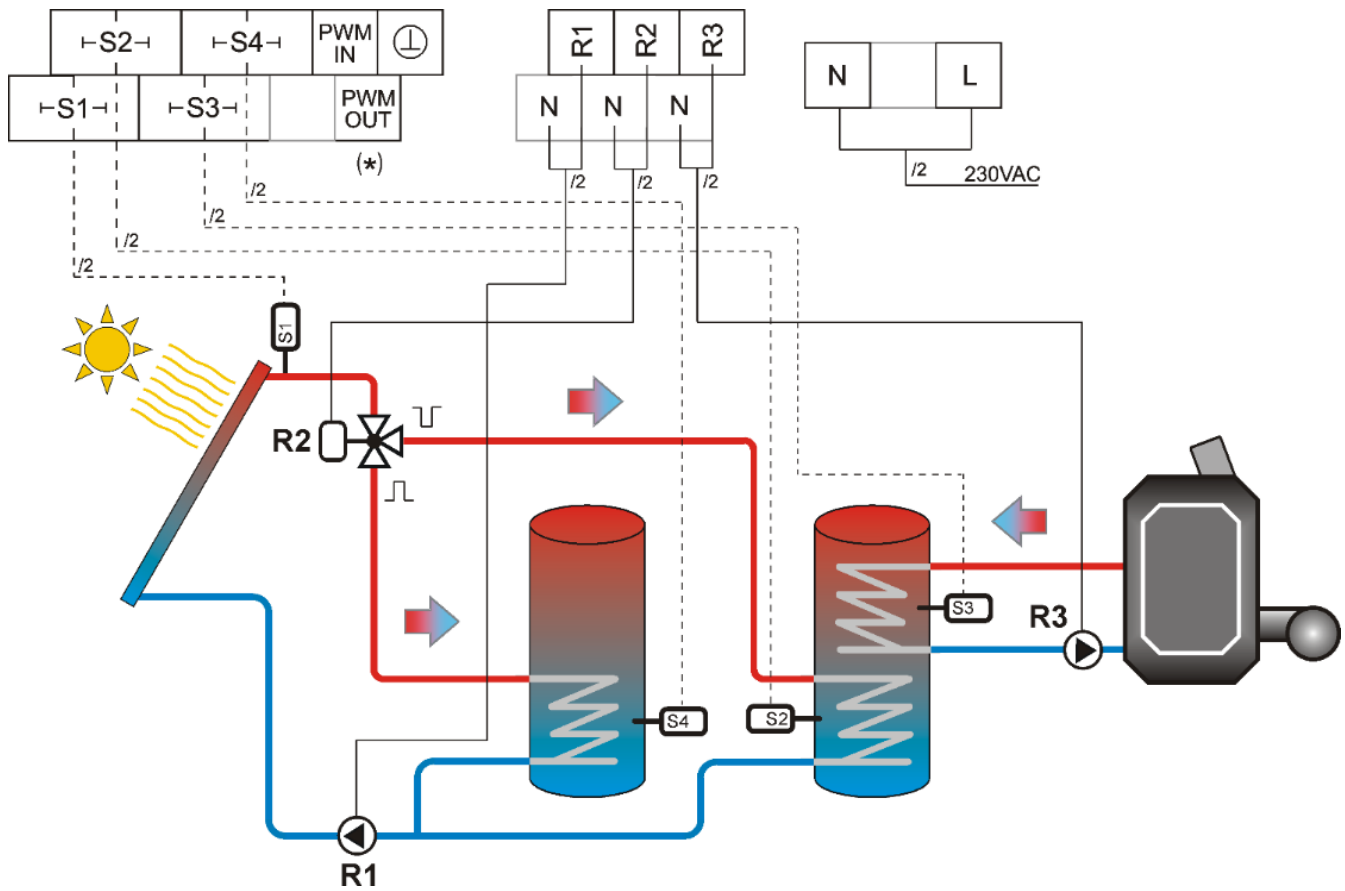 S2 S4 PWM IN
S1 S3 PWM OUT
(*)
R1 R2 R3
N N N
N L
/2 230VAC
/2 /2 /2
/2
/2
/2
/2
S1
R2
S4
S2
S3
R3
R1